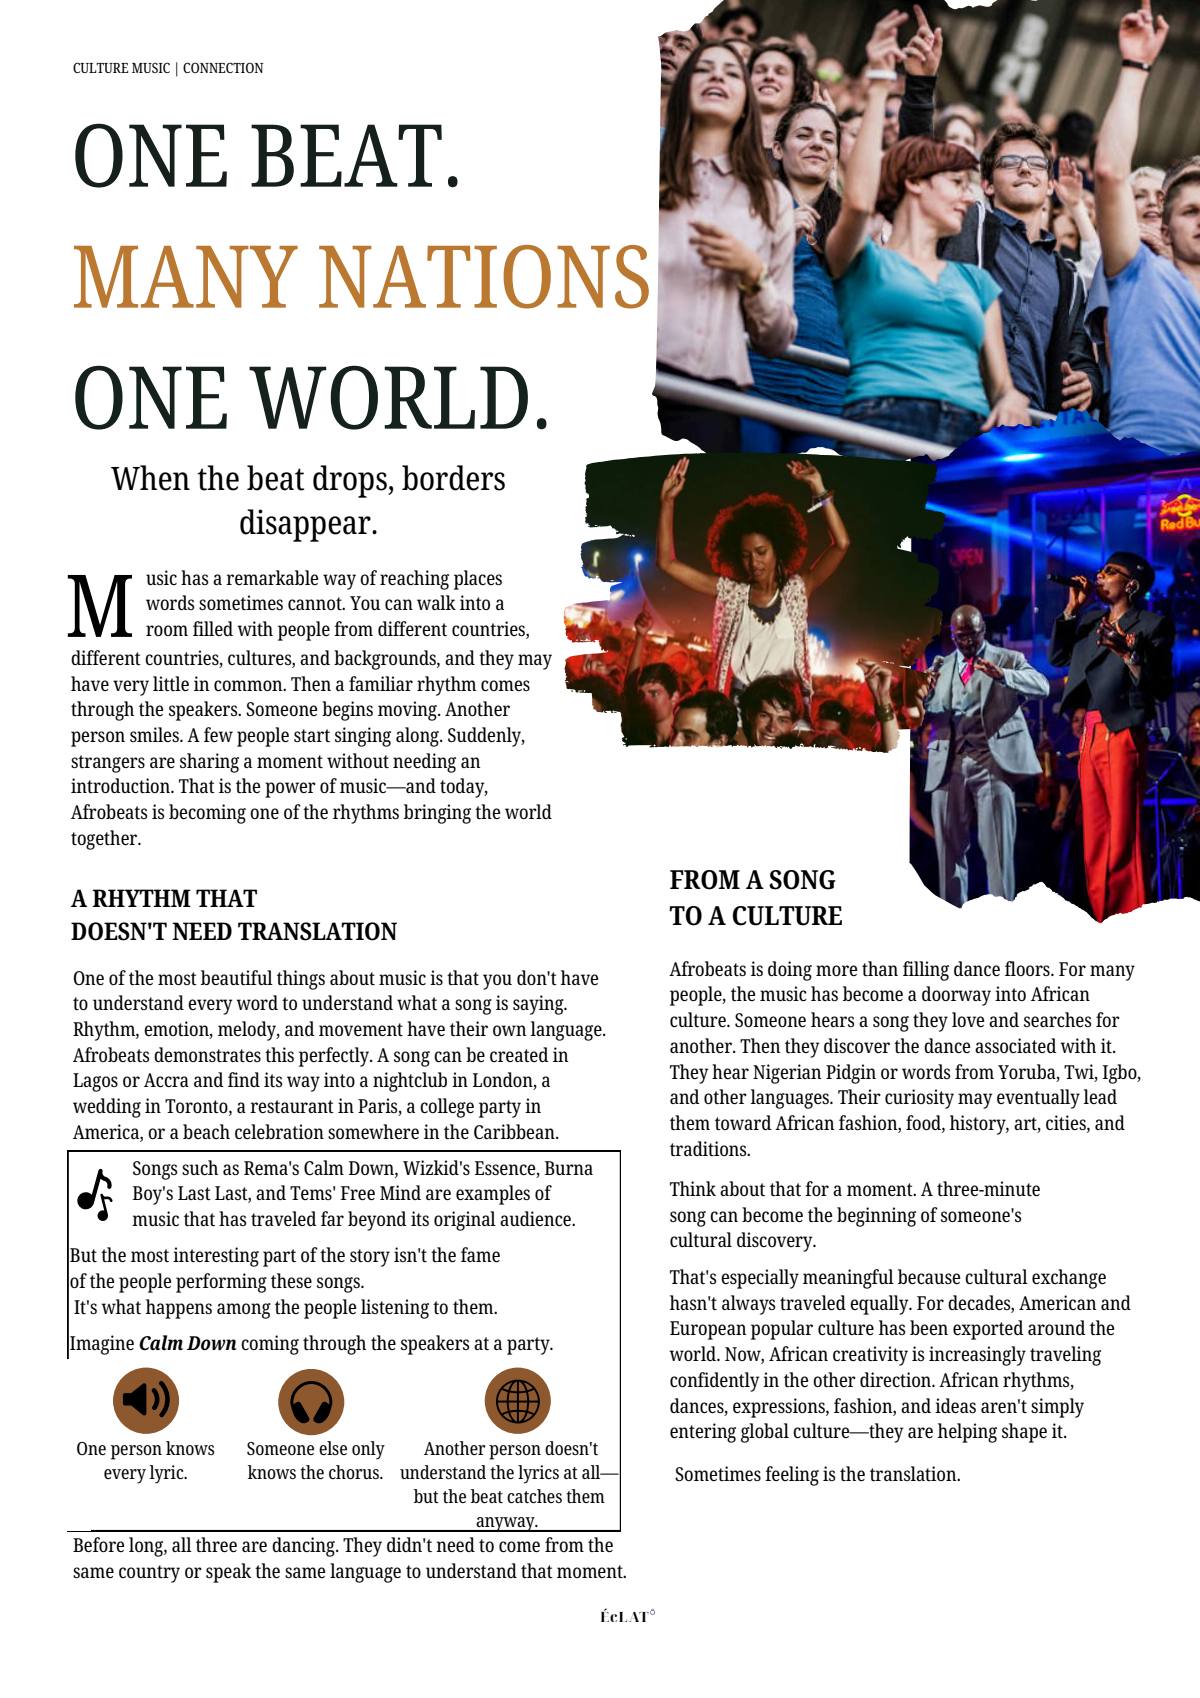 CULTURE MUSIC | CONNECTION
ONE BEAT.
MANY NATIONS
ONE WORLD.
When the beat drops, borders
disappear.
Music has a remarkable way of reaching places
words sometimes cannot. You can walk into a
room filled with people from different countries,
different countries, cultures, and backgrounds, and they may
have very little in common. Then a familiar rhythm comes
through the speakers. Someone begins moving. Another
person smiles. A few people start singing along. Suddenly,
strangers are sharing a moment without needing an
introduction. That is the power of music—and today,
Afrobeats is becoming one of the rhythms bringing the world
together.
A RHYTHM THAT
DOESN'T NEED TRANSLATION
One of the most beautiful things about music is that you don't have
to understand every word to understand what a song is saying.
Rhythm, emotion, melody, and movement have their own language.
Afrobeats demonstrates this perfectly. A song can be created in
Lagos or Accra and find its way into a nightclub in London, a
wedding in Toronto, a restaurant in Paris, a college party in
America, or a beach celebration somewhere in the Caribbean.
Songs such as Rema's Calm Down, Wizkid's Essence, Burna
Boy's Last Last, and Tems' Free Mind are examples of
music that has traveled far beyond its original audience.
But the most interesting part of the story isn't the fame
of the people performing these songs.
It's what happens among the people listening to them.
Imagine Calm Down coming through the speakers at a party.
One person knows
every lyric.
Someone else only
knows the chorus.
Another person doesn't
understand the lyrics at all—
but the beat catches them
anyway.
Before long, all three are dancing. They didn't need to come from the
same country or speak the same language to understand that moment.
B
21
OPEN
Red Bu
FROM A SONG
TO A CULTURE
Afrobeats is doing more than filling dance floors. For many
people, the music has become a doorway into African
culture. Someone hears a song they love and searches for
another. Then they discover the dance associated with it.
They hear Nigerian Pidgin or words from Yoruba, Twi, Igbo,
and other languages. Their curiosity may eventually lead
them toward African fashion, food, history, art, cities, and
traditions.
Think about that for a moment. A three-minute
song can become the beginning of someone's
cultural discovery.
That's especially meaningful because cultural exchange
hasn't always traveled equally. For decades, American and
European popular culture has been exported around the
world. Now, African creativity is increasingly traveling
confidently in the other direction. African rhythms,
dances, expressions, fashion, and ideas aren't simply
entering global culture—they are helping shape it.
Sometimes feeling is the translation.
ÉcLAT